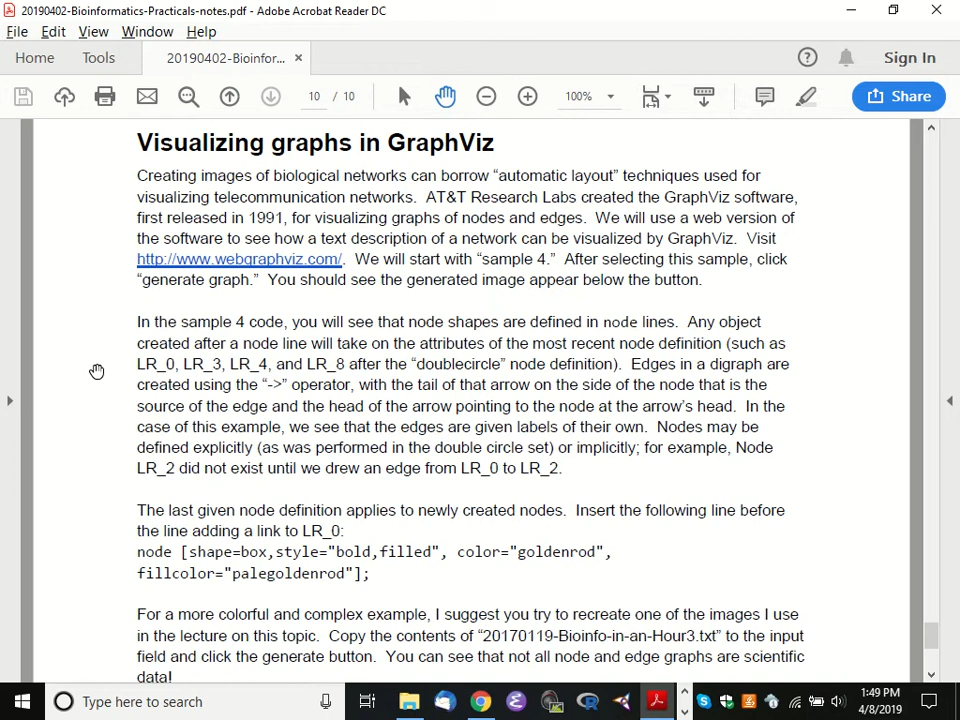 20190402-Bioinformatics-Practicals-notes.pdf - Adobe Acrobat Reader DC
File Edit View Window Help
Home Tools 20190402-Bioinfor... × Sign In
10 / 10 100% Share
Visualizing graphs in GraphViz
Creating images of biological networks can borrow “automatic layout” techniques used for
visualizing telecommunication networks. AT&T Research Labs created the GraphViz software,
first released in 1991, for visualizing graphs of nodes and edges. We will use a web version of
the software to see how a text description of a network can be visualized by GraphViz. Visit
http://www.webgraphviz.com/. We will start with “sample 4.” After selecting this sample, click
“generate graph.” You should see the generated image appear below the button.
In the sample 4 code, you will see that node shapes are defined in node lines. Any object
created after a node line will take on the attributes of the most recent node definition (such as
LR_0, LR_3, LR_4, and LR_8 after the “doublecircle” node definition). Edges in a digraph are
created using the “->” operator, with the tail of that arrow on the side of the node that is the
source of the edge and the head of the arrow pointing to the node at the arrow’s head. In the
case of this example, we see that the edges are given labels of their own. Nodes may be
defined explicitly (as was performed in the double circle set) or implicitly; for example, Node
LR_2 did not exist until we drew an edge from LR_0 to LR_2.
The last given node definition applies to newly created nodes. Insert the following line before
the line adding a link to LR_0:
node [shape=box,style="bold,filled", color="goldenrod",
fillcolor="palegoldenrod"];
For a more colorful and complex example, I suggest you try to recreate one of the images I use
in the lecture on this topic. Copy the contents of “20170119-Bioinfo-in-an-Hour3.txt” to the input
field and click the generate button. You can see that not all node and edge graphs are scientific
data!
Type here to search
1:49 PM
4/8/2019